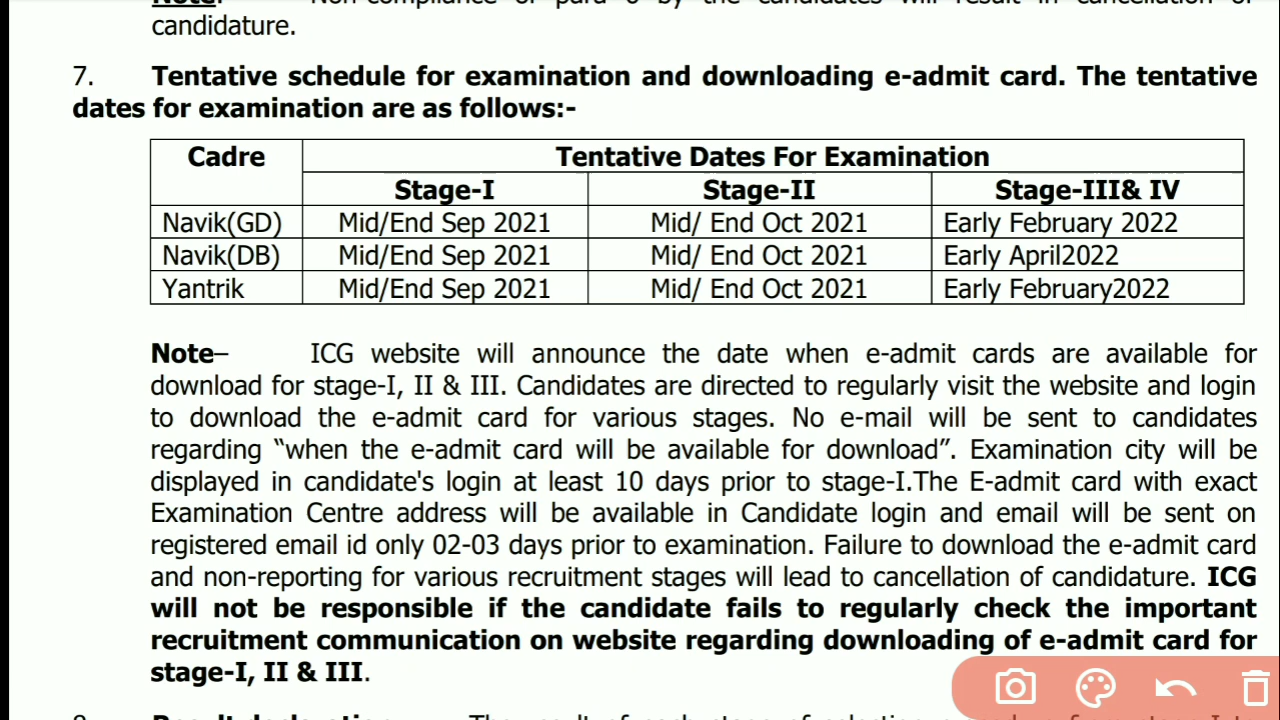 candidature.
7. Tentative schedule for examination and downloading e-admit card. The tentative
dates for examination are as follows:-
Cadre Tentative Dates For Examination
Stage-I Stage-II Stage-III& IV
Navik(GD) Mid/End Sep 2021 Mid/ End Oct 2021 Early February 2022
Navik(DB) Mid/End Sep 2021 Mid/ End Oct 2021 Early April2022
Yantrik Mid/End Sep 2021 Mid/ End Oct 2021 Early February2022
Note– ICG website will announce the date when e-admit cards are available for
download for stage-I, II & III. Candidates are directed to regularly visit the website and login
to download the e-admit card for various stages. No e-mail will be sent to candidates
regarding “when the e-admit card will be available for download”. Examination city will be
displayed in candidate's login at least 10 days prior to stage-I.The E-admit card with exact
Examination Centre address will be available in Candidate login and email will be sent on
registered email id only 02-03 days prior to examination. Failure to download the e-admit card
and non-reporting for various recruitment stages will lead to cancellation of candidature. ICG
will not be responsible if the candidate fails to regularly check the important
recruitment communication on website regarding downloading of e-admit card for
stage-I, II & III.